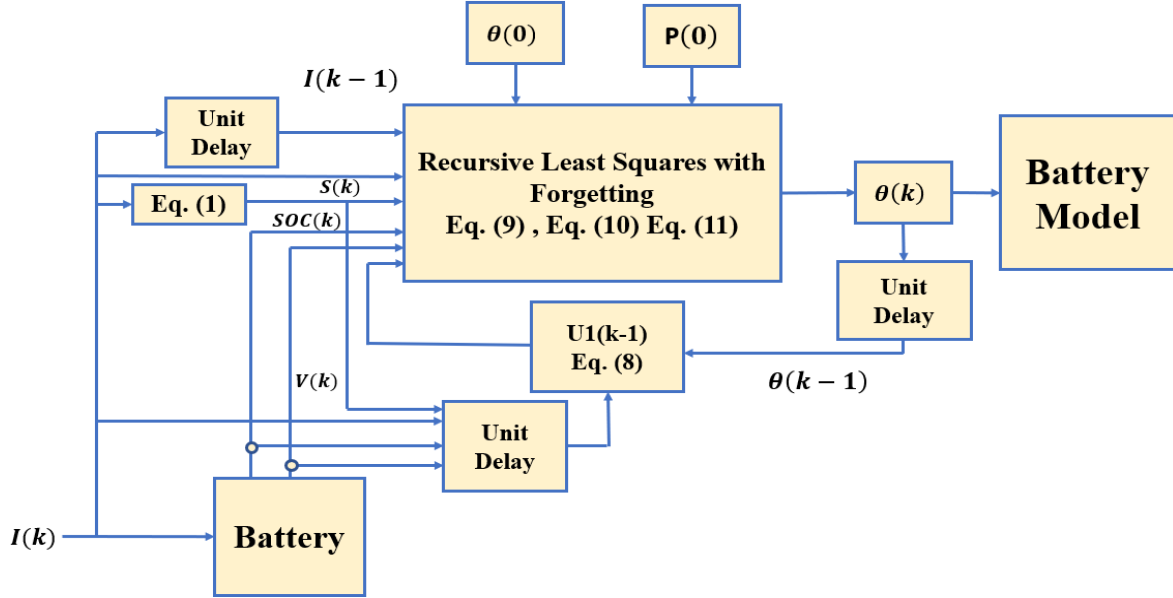 θ(0)
P(0)
I(k − 1)
Unit
Delay
Recursive Least Squares with
Forgetting
Eq. (9) , Eq. (10) Eq. (11)
Battery
Model
θ(k)
S(k)
Eq. (1)
SOC(k)
Unit
Delay
U1(k-1)
Eq. (8)
θ(k − 1)
V(k)
Unit
Delay
I(k)
Battery